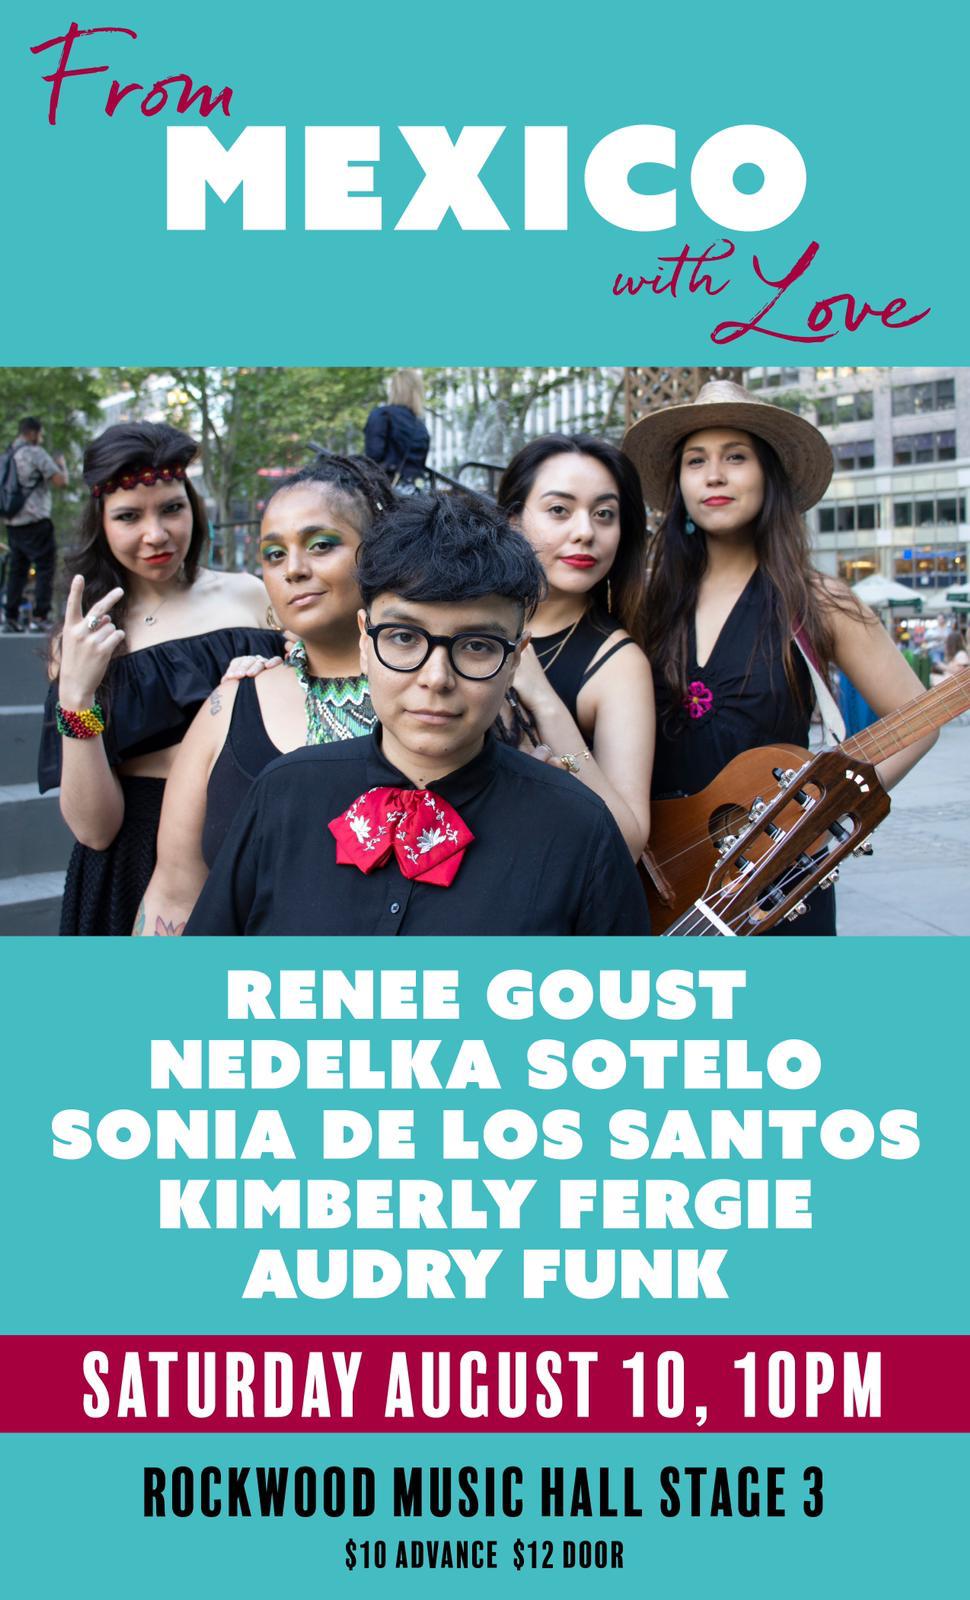 From
MEXICO
with Love
RENEE GOUST
NEDELKA SOTELO
SONIA DE LOS SANTOS
KIMBERLY FERGIE
AUDRY FUNK
SATURDAY AUGUST 10, 10PM
ROCKWOOD MUSIC HALL STAGE 3
$10 ADVANCE $12 DOOR